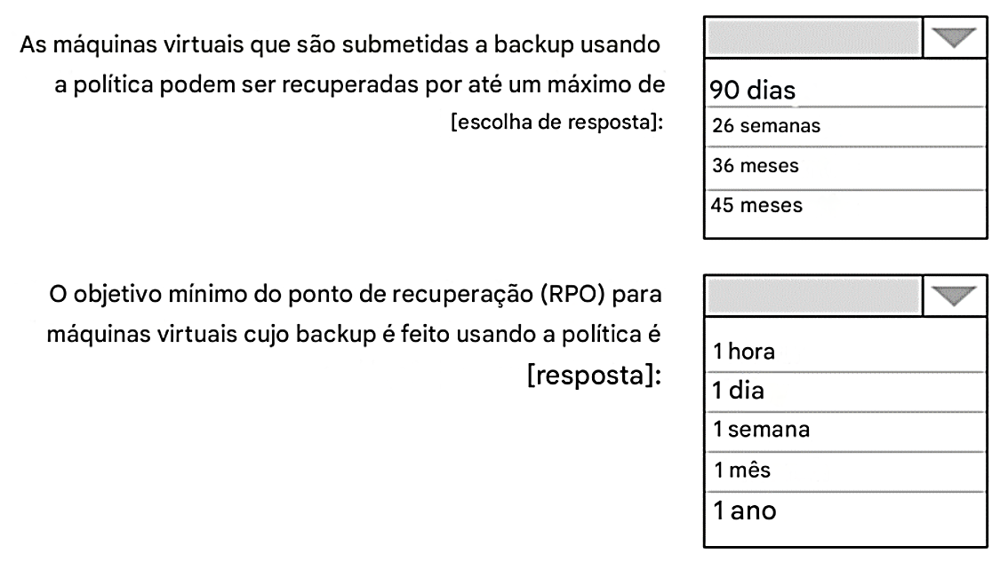 As máquinas virtuais que são submetidas a backup usando
a política podem ser recuperadas por até um máximo de
[escolha de resposta]:
90 dias
26 semanas
36 meses
45 meses
O objetivo mínimo do ponto de recuperação (RPO) para
máquinas virtuais cujo backup é feito usando a política é
[resposta]:
1 hora
1 dia
1 semana
1 mês
1 ano